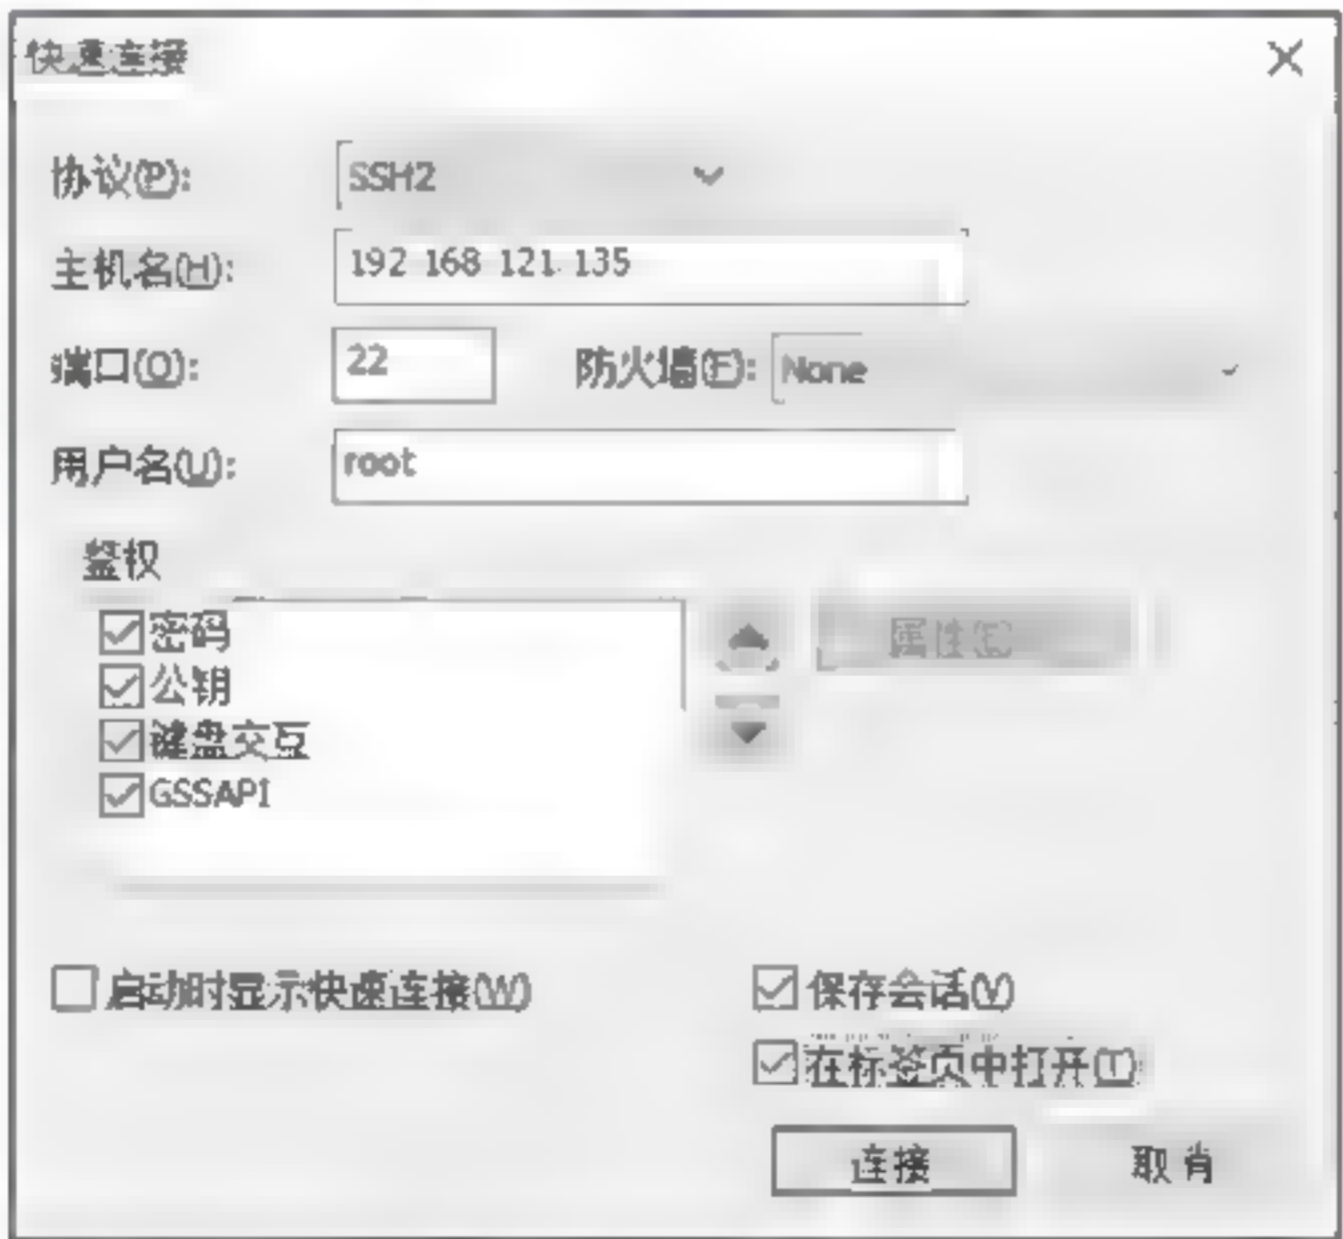 快速连接
协议(P): SSH2
主机名(H): 192.168.121.135
端口(O): 22 防火墙(F): None
用户名(U): root
鉴权
密码 属性(E)
公钥
键盘交互
GSSAPI
启动时显示快速连接(W) 保存会话(V)
在标签页中打开(T)
连接 取消